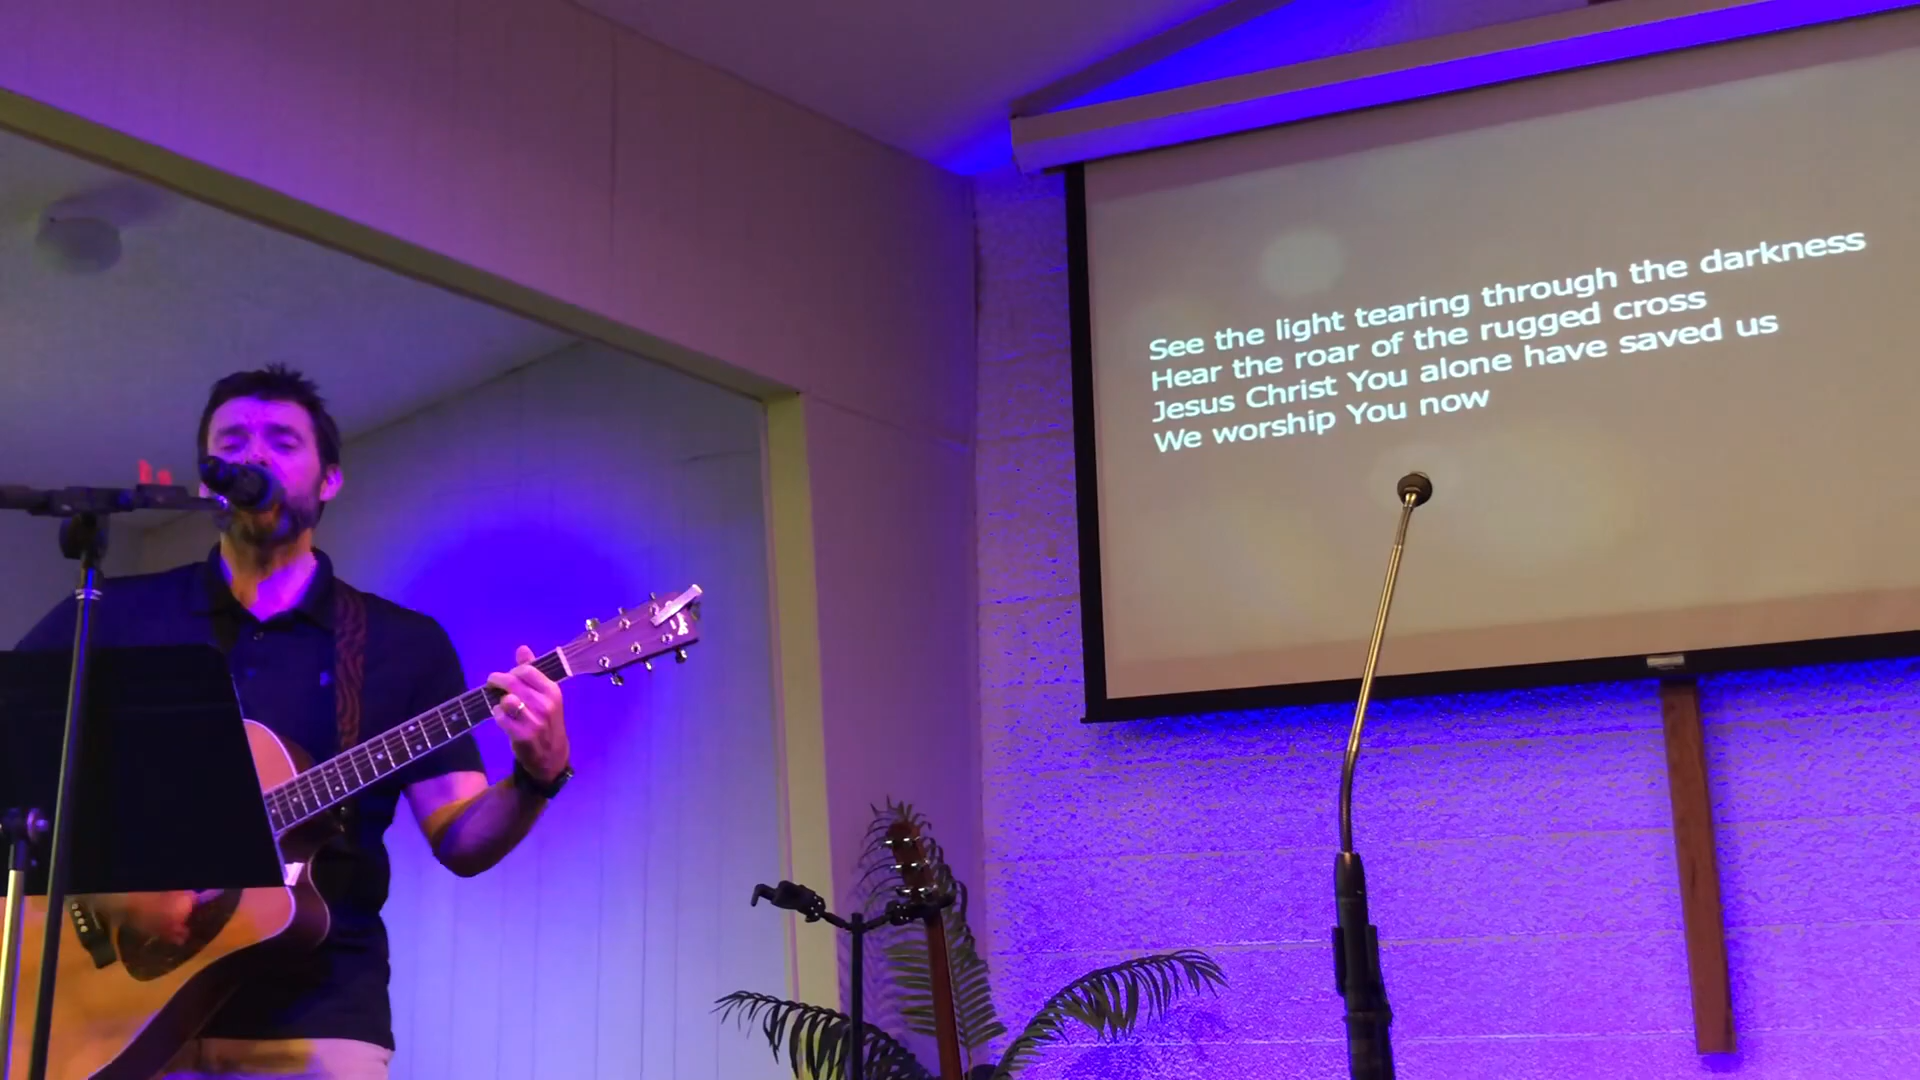 See the light tearing through the darkness
Hear the roar of the rugged cross
Jesus Christ You alone have saved us
We worship You now